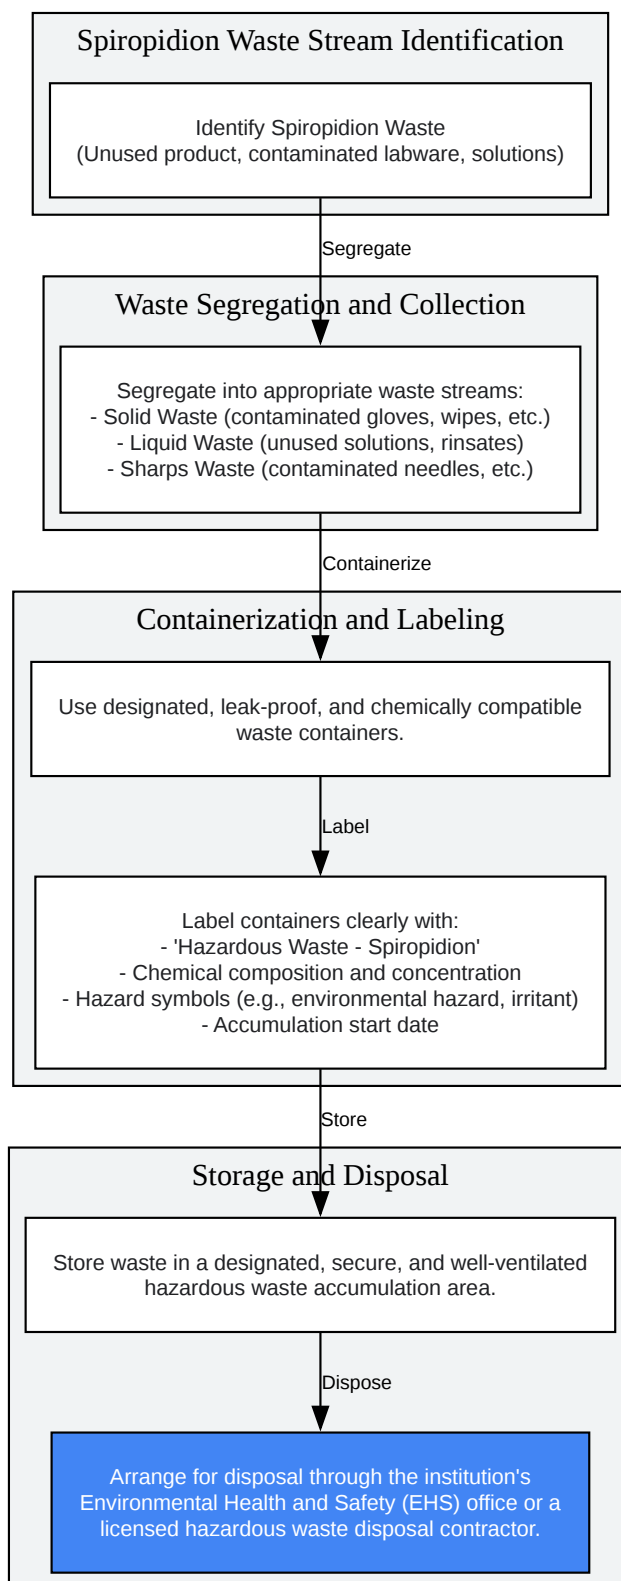 Spiropidion Waste Stream Identification
Identify Spiropidion Waste
(Unused product, contaminated labware, solutions)
Segregate
Waste Segregation and Collection
Segregate into appropriate waste streams:
- Solid Waste (contaminated gloves, wipes, etc.)
- Liquid Waste (unused solutions, rinsates)
- Sharps Waste (contaminated needles, etc.)
Containerize
Containerization and Labeling
Use designated, leak-proof, and chemically compatible
waste containers.
Label
Label containers clearly with:
- 'Hazardous Waste - Spiropidion'
- Chemical composition and concentration
- Hazard symbols (e.g., environmental hazard, irritant)
- Accumulation start date
Store
Storage and Disposal
Store waste in a designated, secure, and well-ventilated
hazardous waste accumulation area.
Dispose
Arrange for disposal through the institution's
Environmental Health and Safety (EHS) office or a
licensed hazardous waste disposal contractor.